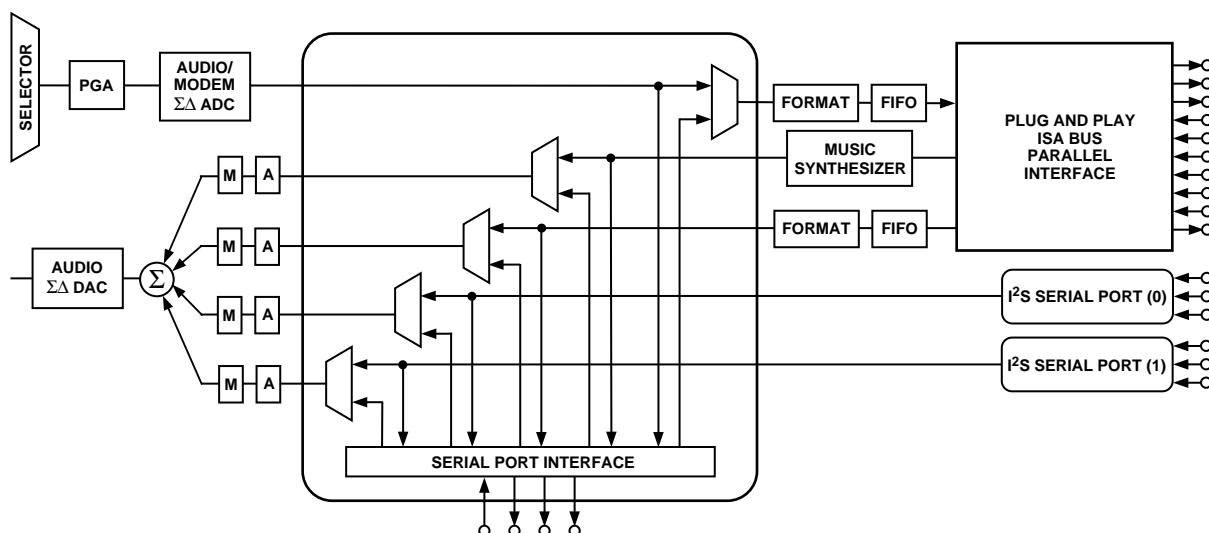 SELECTOR
PGA
AUDIO/
MODEM
ΣΔ ADC
FORMAT
FIFO
PLUG AND PLAY
ISA BUS
PARALLEL
INTERFACE
MUSIC
SYNTHESIZER
M
A
M
A
FORMAT
FIFO
AUDIO
ΣΔ DAC
Σ
M
A
I²S SERIAL PORT (0)
M
A
I²S SERIAL PORT (1)
SERIAL PORT INTERFACE